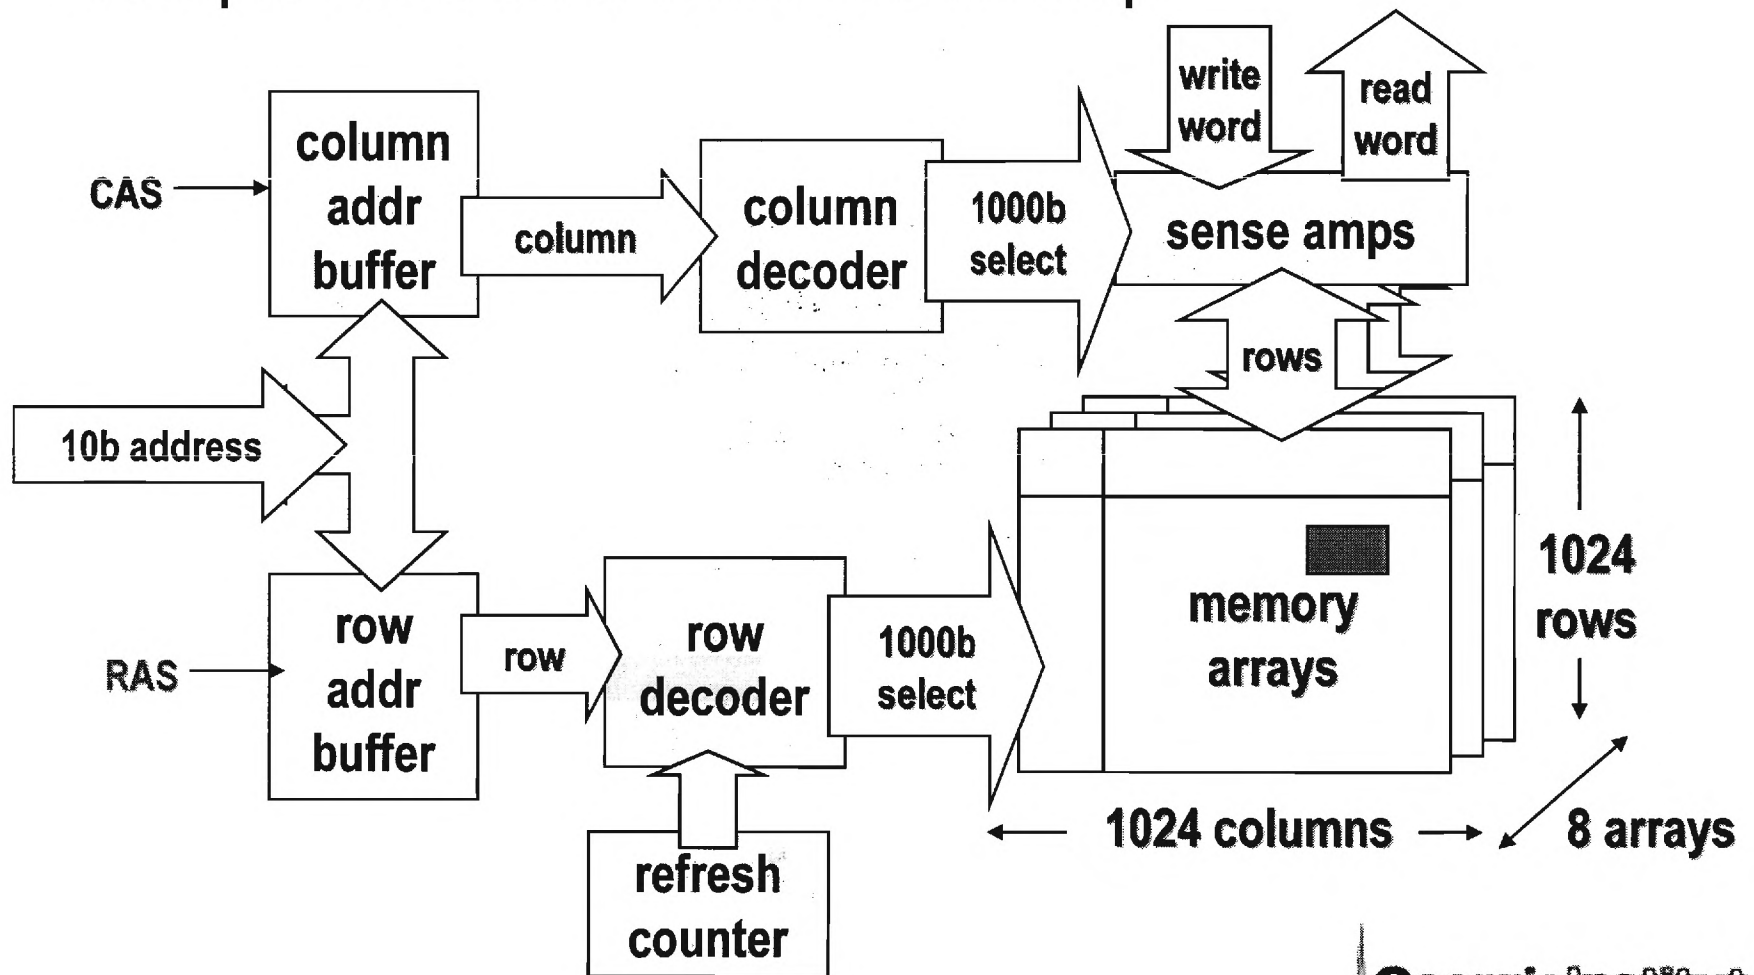 write
word
read
word
column
addr
buffer
CAS
column
column
decoder
1000b
select
sense amps
rows
10b address
1024
rows
memory
arrays
row
addr
buffer
RAS
row
row
decoder
1000b
select
1024 columns
8 arrays
refresh
counter